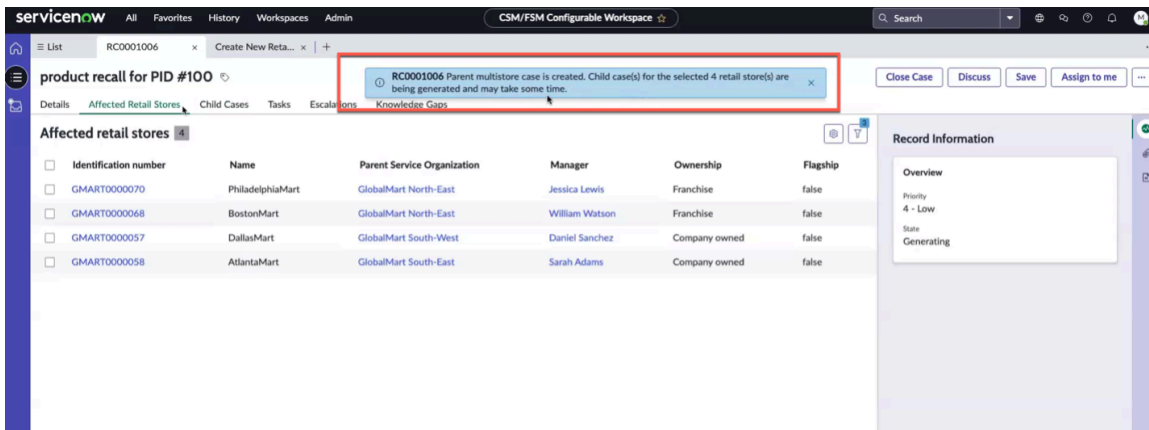 servicenow All Favorites History Workspaces Admin CSM/FSM Configurable Workspace Search
List RC0001006 × Create New Reta... × +
product recall for PID #100
RC0001006 Parent multistore case is created. Child case(s) for the selected 4 retail store(s) are
being generated and may take some time. ×
Close Case Discuss Save Assign to me ...
Details Affected Retail Stores Child Cases Tasks Escalations Knowledge Gaps
Affected retail stores 4
3
Identification number Name Parent Service Organization Manager Ownership Flagship
GMART0000070 PhiladelphiaMart GlobalMart North-East Jessica Lewis Franchise false
GMART0000068 BostonMart GlobalMart North-East William Watson Franchise false
GMART0000057 DallasMart GlobalMart South-West Daniel Sanchez Company owned false
GMART0000058 AtlantaMart GlobalMart South-East Sarah Adams Company owned false
Record Information
Overview
Priority
4 - Low
State
Generating